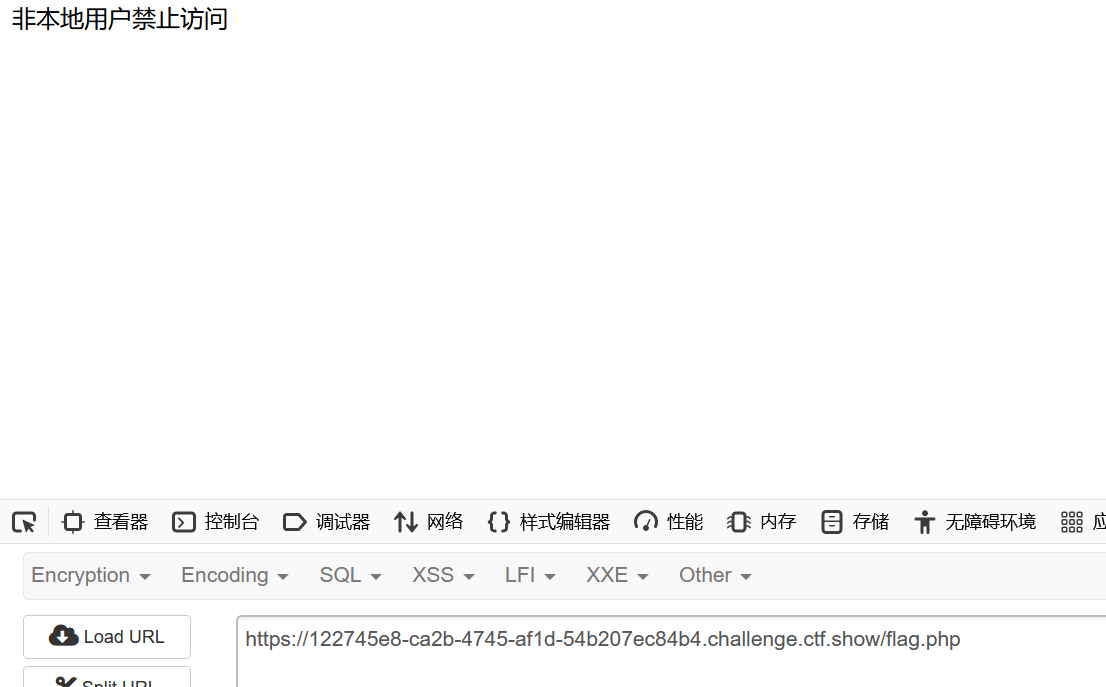 非本地用户禁止访问
查看器 控制台 调试器 网络 样式编辑器 性能 内存 存储 无障碍环境 应
Encryption Encoding SQL XSS LFI XXE Other
Load URL
https://122745e8-ca2b-4745-af1d-54b207ec84b4.challenge.ctf.show/flag.php
Split URL